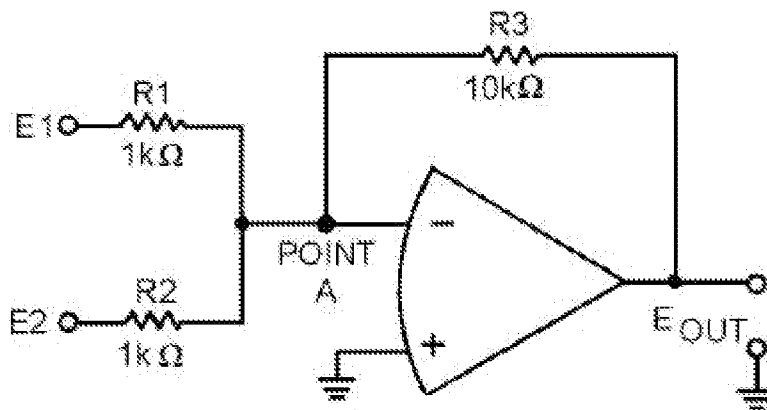 R3
10kΩ
R1
E1
1kΩ
−
POINT
A
R2
E2
1kΩ
+
E OUT